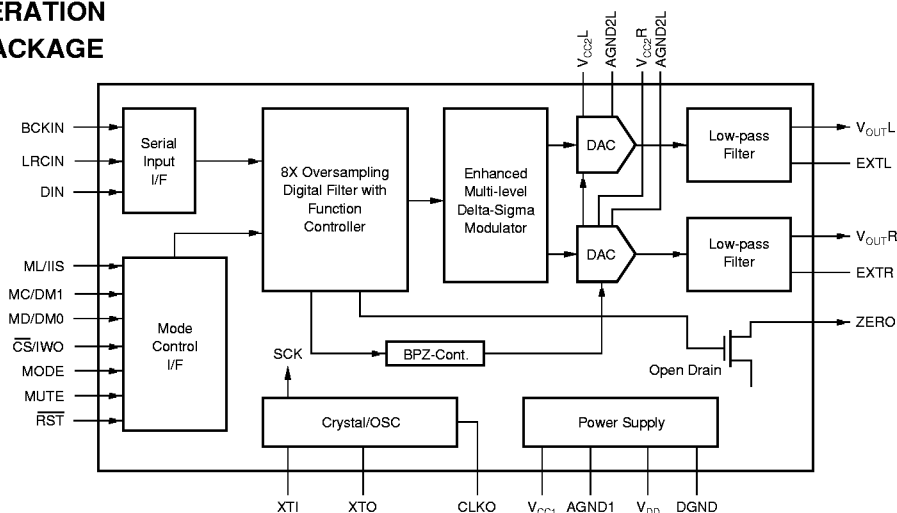 ERATION
ACKAGE
VCC2L
AGND2L
VCC2R
AGND2L
BCKIN
LRCIN
DIN
Serial
Input
I/F
8X Oversampling
Digital Filter with
Function
Controller
Enhanced
Multi-level
Delta-Sigma
Modulator
DAC
Low-pass
Filter
VOUTL
EXTL
DAC
Low-pass
Filter
VOUTR
EXTR
ML/IIS
MC/DM1
MD/DM0
CS/IWO
MODE
MUTE
RST
Mode
Control
I/F
SCK
BPZ-Cont.
Open Drain
ZERO
Crystal/OSC
Power Supply
XTI
XTO
CLKO
VCC1
AGND1
VDD
DGND